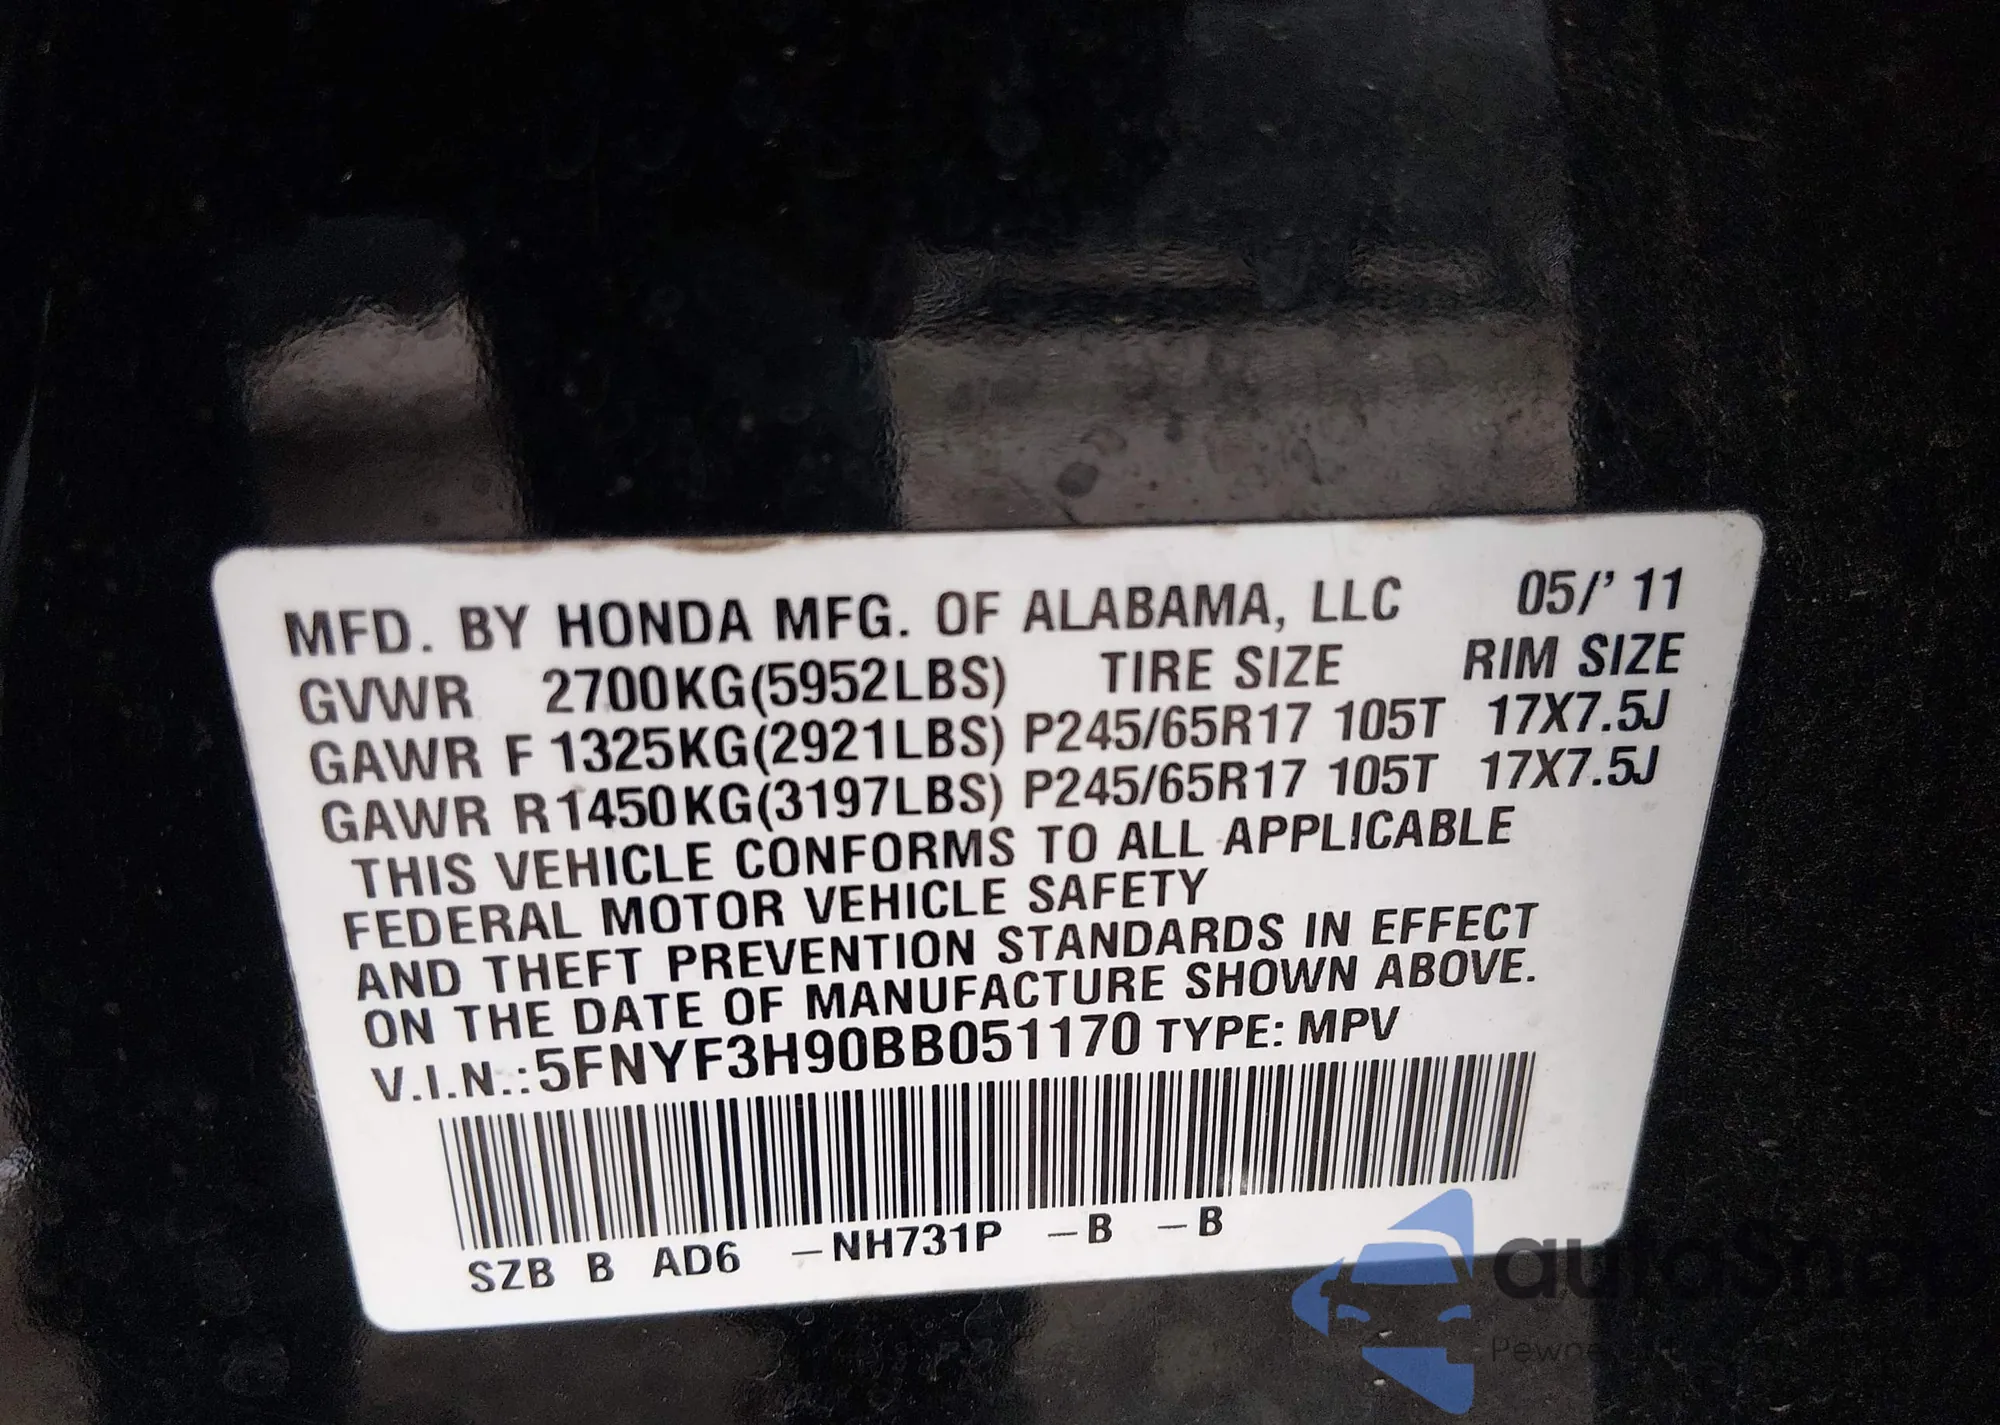 MFD. BY HONDA MFG. OF ALABAMA, LLC 05/' 11
GVWR 2700KG(5952LBS) TIRE SIZE RIM SIZE
GAWR F 1325KG(2921LBS) P245/65R17 105T 17X7.5J
GAWR R1450KG(3197LBS) P245/65R17 105T 17X7.5J
THIS VEHICLE CONFORMS TO ALL APPLICABLE
FEDERAL MOTOR VEHICLE SAFETY
AND THEFT PREVENTION STANDARDS IN EFFECT
ON THE DATE OF MANUFACTURE SHOWN ABOVE.
V.I.N.:5FNYF3H90BB051170 TYPE: MPV
SZB B AD6 –NH731P –B –B
autoSnap